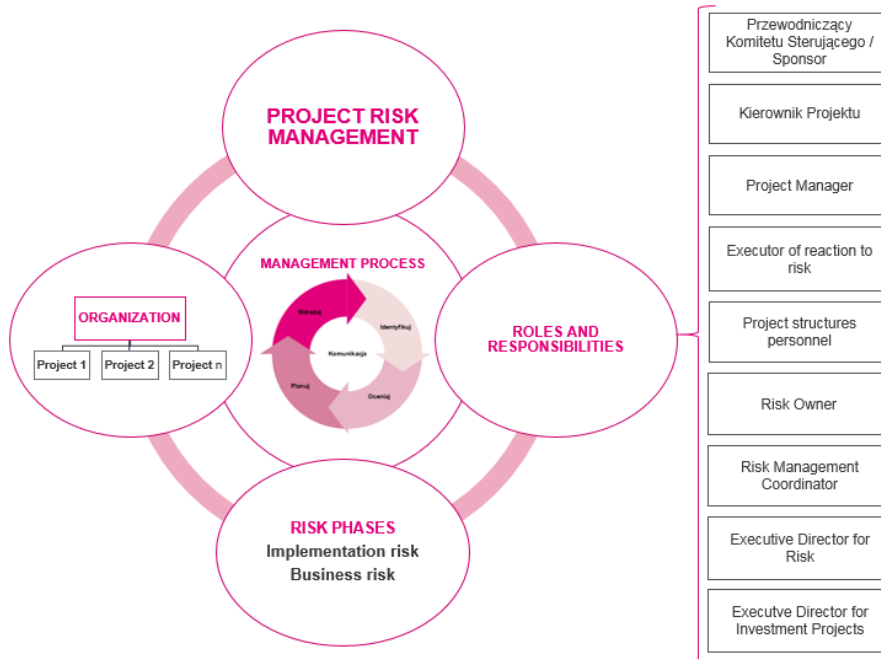 PROJECT RISK
MANAGEMENT
MANAGEMENT PROCESS
Wdrażaj
Identyfikuj
Komunikacja
Planuj
Oceniaj
ORGANIZATION
Project 1
Project 2
Project n
ROLES AND
RESPONSIBILITIES
RISK PHASES
Implementation risk
Business risk
Przewodniczący
Komitetu Sterującego /
Sponsor
Kierownik Projektu
Project Manager
Executor of reaction to
risk
Project structures
personnel
Risk Owner
Risk Management
Coordinator
Executive Director for
Risk
Executve Director for
Investment Projects